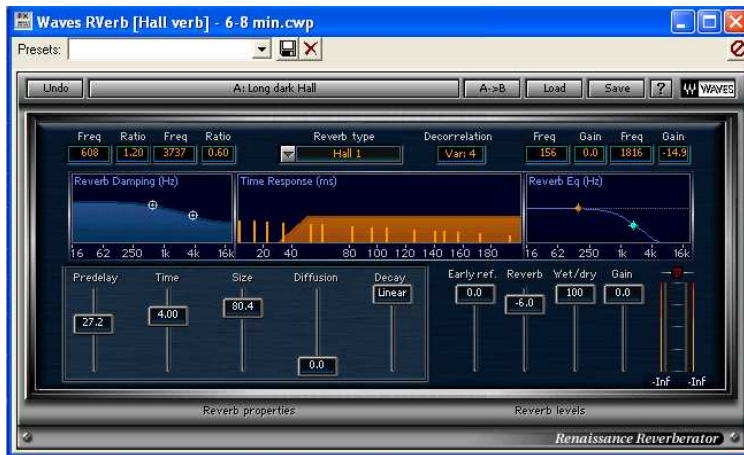 Waves RVerb [Hall verb] - 6-8 min.cwp
Presets:
Undo A: Long dark Hall A->B Load Save ? WAVES
Freq Ratio Freq Ratio Reverb type Decorrelation Freq Gain Freq Gain
608 1.20 3737 0.60 Hall 1 Var: 4 156 0.0 1816 -14.9
Reverb Damping (Hz) Time Response (ms) Reverb Eq (Hz)
16 62 250 1k 4k 16k 20 40 80 100 120 140 160 180 16 62 250 1k 4k 16k
Predelay Time Size Diffusion Decay Early ref. Reverb Wet/dry Gain
27.2 4.00 80.4 0.0 Linear 0.0 -6.0 100 0.0
-Inf -Inf
Reverb properties Reverb levels
Renaissance Reverberator